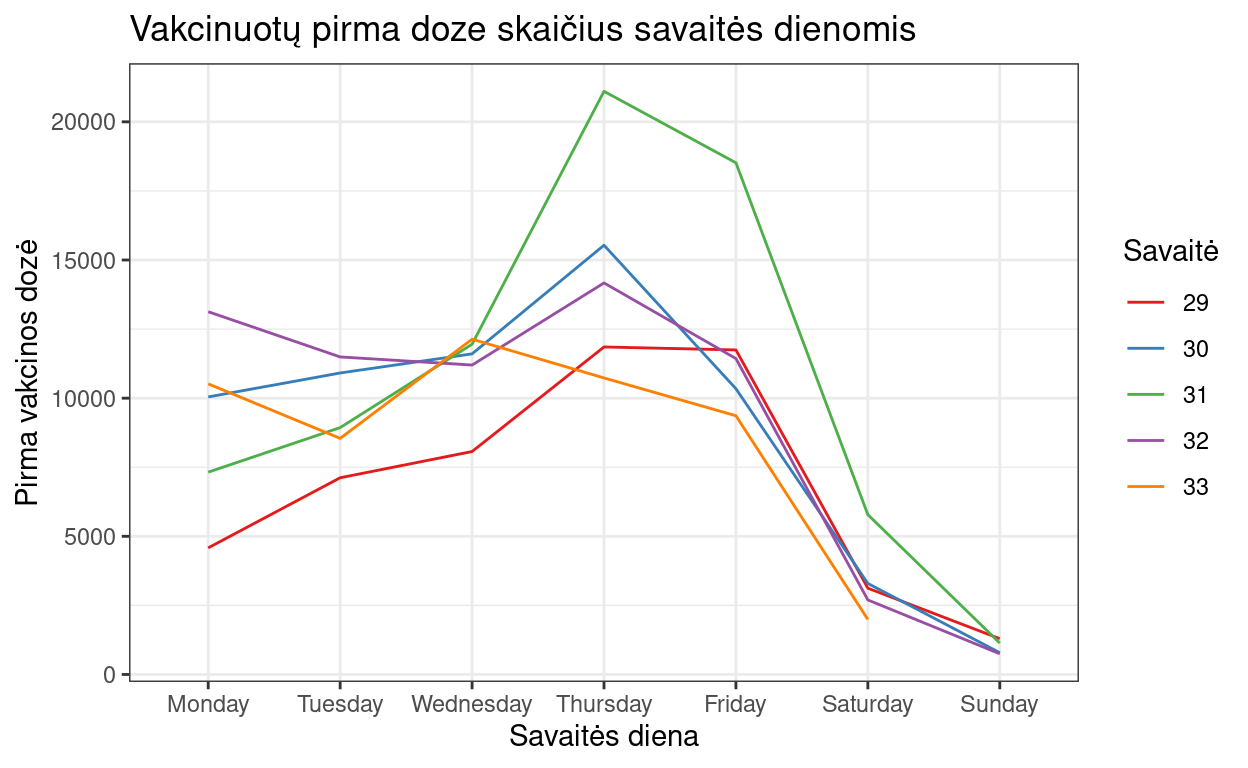 Vakcinuotų pirma doze skaičius savaitės dienomis
Pirma vakcinos dozė
20000
15000
10000
5000
0
Monday Tuesday Wednesday Thursday Friday Saturday Sunday
Savaitės diena
Savaitė
29
30
31
32
33